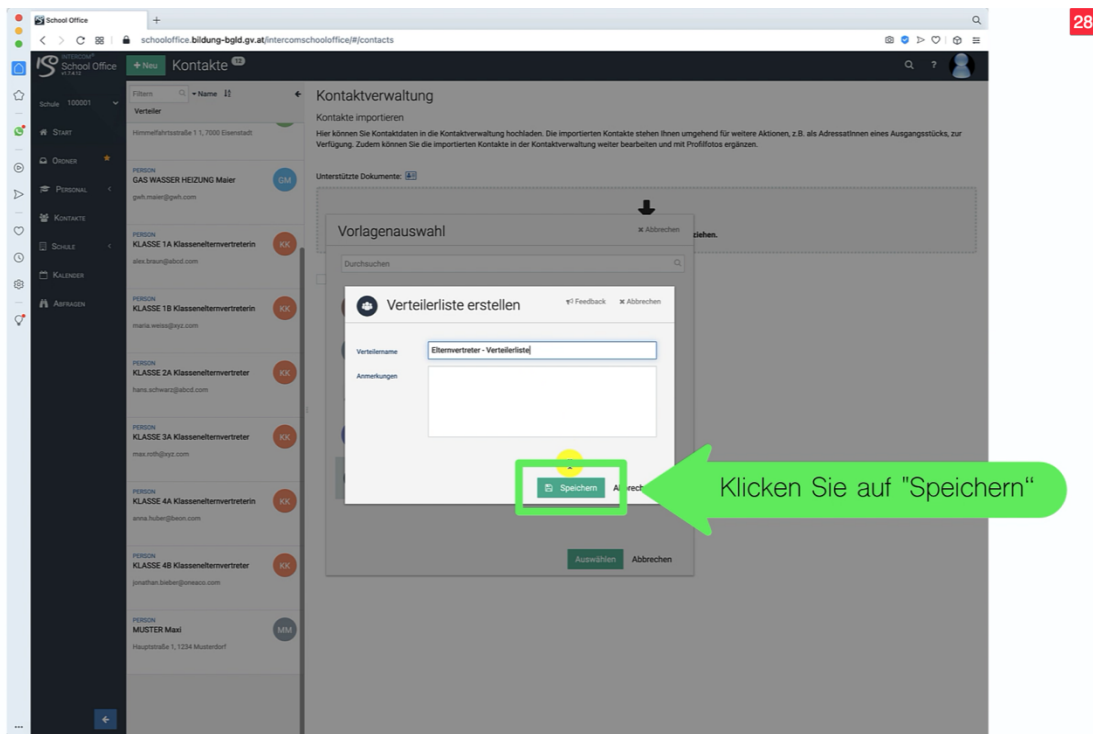 School Office
28
schooloffice.bildung-bgld.gv.at/intercomschooloffice/#/contacts
INTERCOM®
School Office
v1.7.4.12
+ Neu
Kontakte
?
Schule 100001
Start
Ordner
Personal
Kontakte
Schule
Kalender
Abfragen
Filtern
Name
Verteiler
Himmelfahrtsstraße 1 1, 7000 Eisenstadt
PERSON
GAS WASSER HEIZUNG Maier
GM
gwh.maier@gwh.com
PERSON
KLASSE 1A Klassenelternvertreterin
KK
alex.braun@abcd.com
PERSON
KLASSE 1B Klassenelternvertreterin
KK
maria.weiss@xyz.com
PERSON
KLASSE 2A Klassenelternvertreter
KK
hans.schwarz@abcd.com
PERSON
KLASSE 3A Klassenelternvertreter
KK
max.mth@xyz.com
PERSON
KLASSE 4A Klassenelternvertreterin
KK
anna.huber@benn.com
PERSON
KLASSE 4B Klassenelternvertreter
KK
jonathan.bieber@onesco.com
PERSON
MUSTER Maxi
MM
Hauptstraße 1, 1234 Musterdorf
Kontaktverwaltung
Kontakte importieren
Hier können Sie Kontaktdaten in die Kontaktverwaltung hochladen. Die importierten Kontakte stehen Ihnen umgehend für weitere Aktionen, z.B. als AdressatInnen eines Ausgangsstücks, zur
Verfügung. Zudem können Sie die importierten Kontakte in der Kontaktverwaltung weiter bearbeiten und mit Profilfotos ergänzen.
Unterstützte Dokumente:
ziehen.
Vorlagenauswahl
Abbrechen
Durchsuchen
Verteilerliste erstellen
Feedback
Abbrechen
Verteilername
Elternvertreter - Verteilerliste
Anmerkungen
Speichern
Klicken Sie auf "Speichern“
Auswählen
Abbrechen